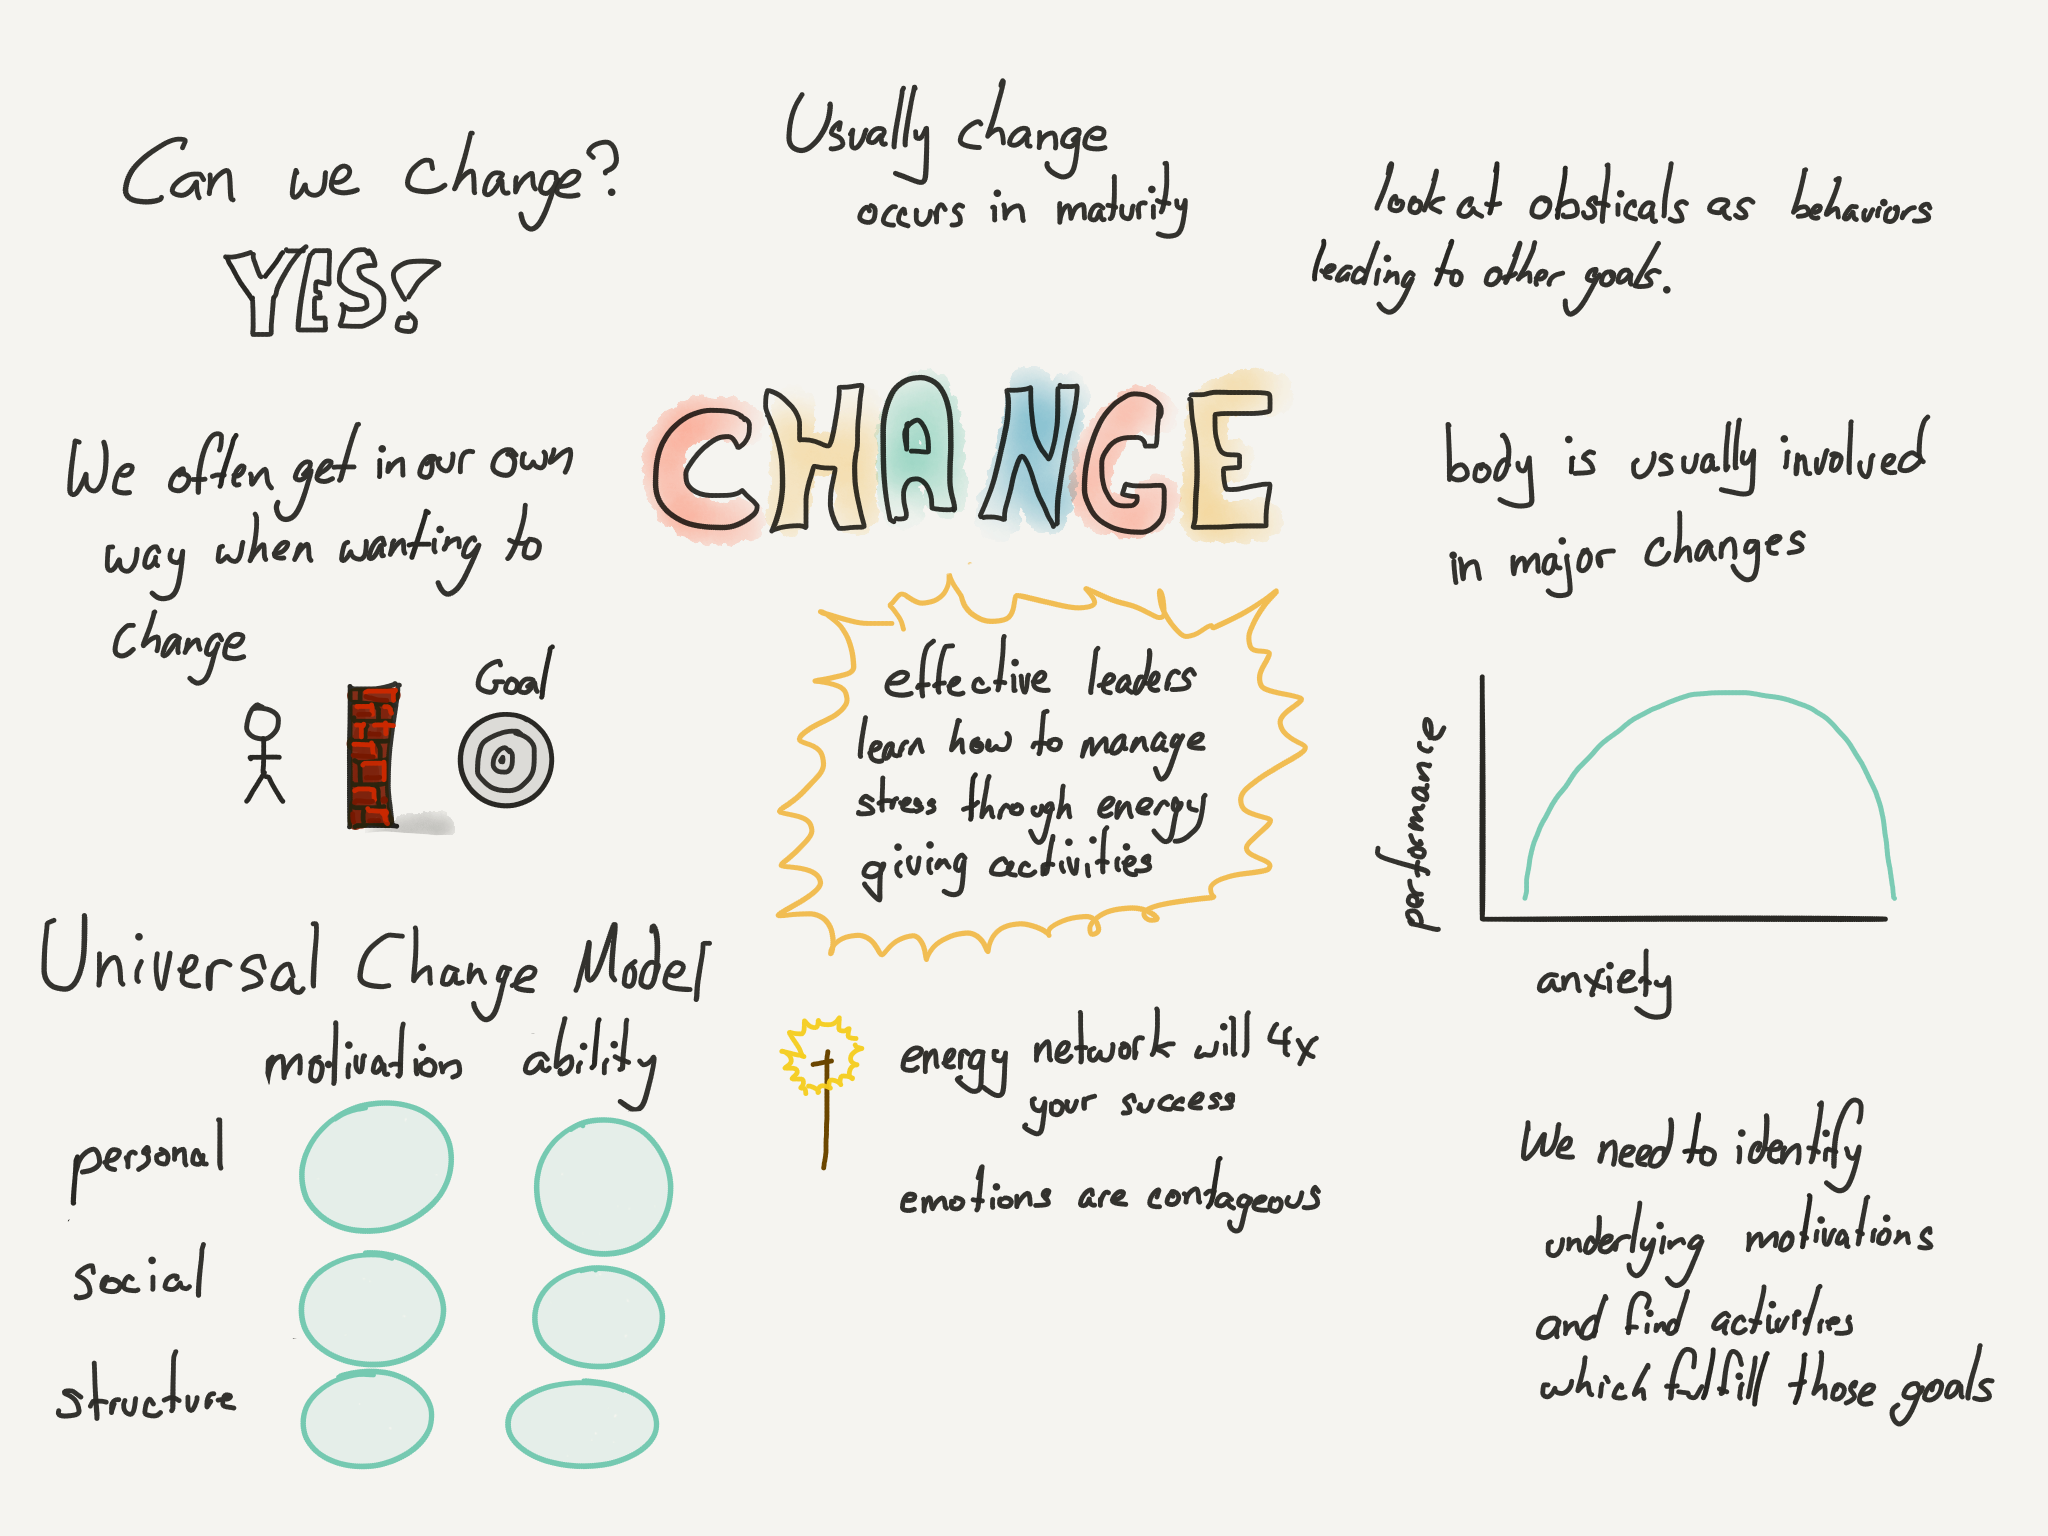 Can we change?
YES!
Usually change
occurs in maturity
look at obsticals as behaviors
leading to other goals.
CHANGE
We often get in our own
way when wanting to
change
Goal
body is usually involved
in major changes
effective leaders
learn how to manage
stress through energy
giving activities
performance
anxiety
Universal Change Model
motivation ability
personal
social
structure
energy network will 4x
your success
emotions are contageous
We need to identify
underlying motivations
and find activities
which fulfill those goals